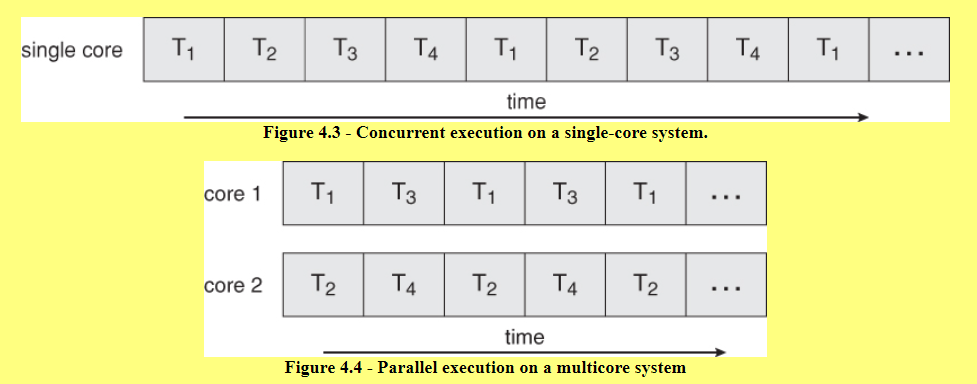 single core T₁ T₂ T₃ T₄ T₁ T₂ T₃ T₄ T₁ ...
time
Figure 4.3 - Concurrent execution on a single-core system.
core 1 T₁ T₃ T₁ T₃ T₁ ...
core 2 T₂ T₄ T₂ T₄ T₂ ...
time
Figure 4.4 - Parallel execution on a multicore system